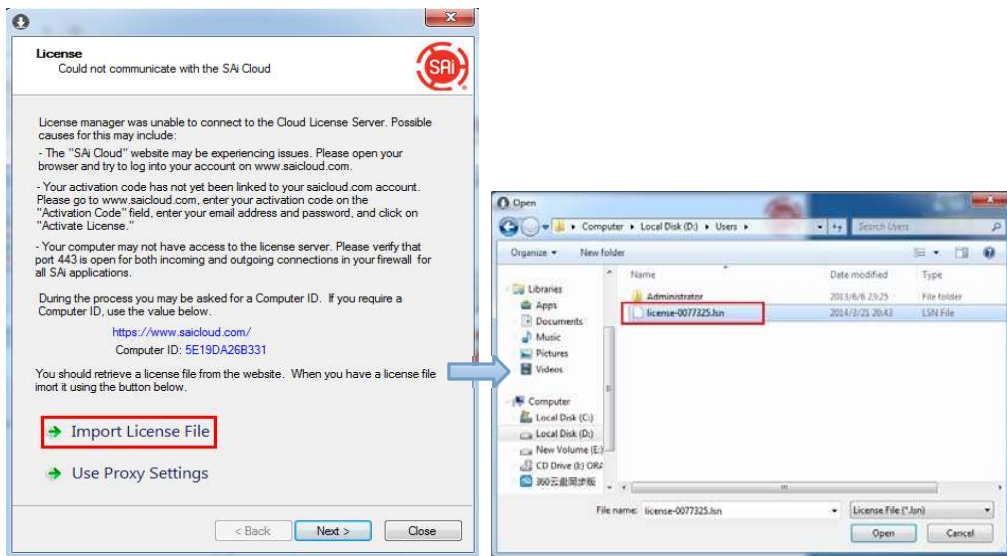 License
Could not communicate with the SAi Cloud
SAi
License manager was unable to connect to the Cloud License Server. Possible
causes for this may include:
- The "SAi Cloud" website may be experiencing issues. Please open your
browser and try to log into your account on www.saicloud.com.
- Your activation code has not yet been linked to your saicloud.com account.
Please go to www.saicloud.com, enter your activation code on the
"Activation Code" field, enter your email address and password, and click on
"Activate License."
- Your computer may not have access to the license server. Please verify that
port 443 is open for both incoming and outgoing connections in your firewall for
all SAi applications.
During the process you may be asked for a Computer ID. If you require a
Computer ID, use the value below.
https://www.saicloud.com/
Computer ID: 5E19DA26B331
You should retrieve a license file from the website. When you have a license file
imort it using the button below.
Import License File
Use Proxy Settings
< Back
Next >
Close
Open
Computer
Local Disk (D:)
Users
Search Users
Organize
New folder
Name
Date modified
Type
Libraries
Apps
Documents
Music
Pictures
Videos
Computer
Local Disk (C:)
Local Disk (D:)
New Volume (E:)
CD Drive (I:) ORA
360云盘同步版
Administrator
2013/6/6 23:25
File folder
license-0077325.lsn
2014/3/21 20:43
LSN File
File name:
license-0077325.lsn
License File (*.lsn)
Open
Cancel